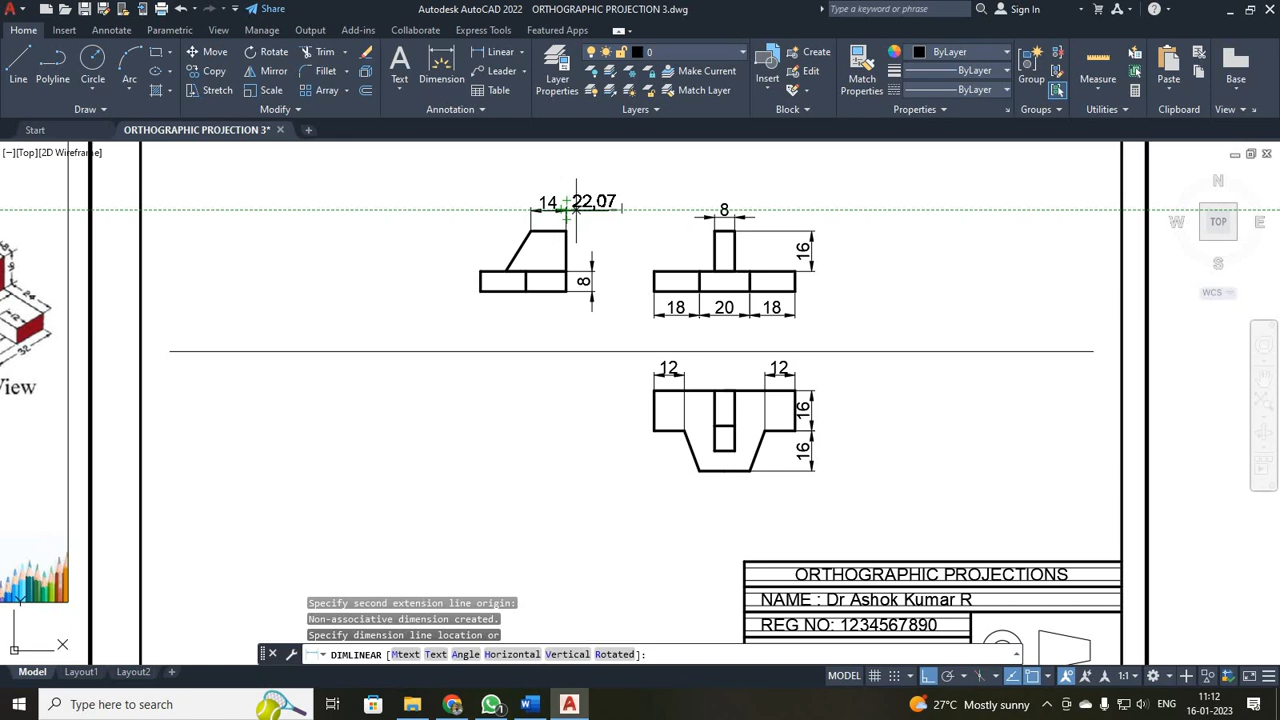 Autodesk AutoCAD 2022 ORTHOGRAPHIC PROJECTION 3.dwg
Type a keyword or phrase
Sign In
Home Insert Annotate Parametric View Manage Output Add-ins Collaborate Express Tools Featured Apps
Line Polyline Circle Arc
Move Rotate Trim
Copy Mirror Fillet
Stretch Scale Array
Text Dimension
Linear
Leader
Table
Layer Properties
0
Make Current
Match Layer
Insert
Create
Edit
Match Properties
ByLayer
ByLayer
ByLayer
Group
Measure
Paste
Base
Draw Modify Annotation Layers Block Properties Groups Utilities Clipboard View
Start ORTHOGRAPHIC PROJECTION 3*
[−][Top][2D Wireframe]
N
W TOP E
S
WCS
14 22,07 8
16
8
18 20 18
12 12
16
16
24
12
32
View
ORTHOGRAPHIC PROJECTIONS
NAME : Dr Ashok Kumar R
REG NO: 1234567890
Specify second extension line origin:
Non-associative dimension created.
Specify dimension line location or
DIMLINEAR [Mtext Text Angle Horizontal Vertical Rotated]:
X
Model Layout1 Layout2
MODEL 1:1
Type here to search
1
27°C Mostly sunny
ENG
11:12
16-01-2023